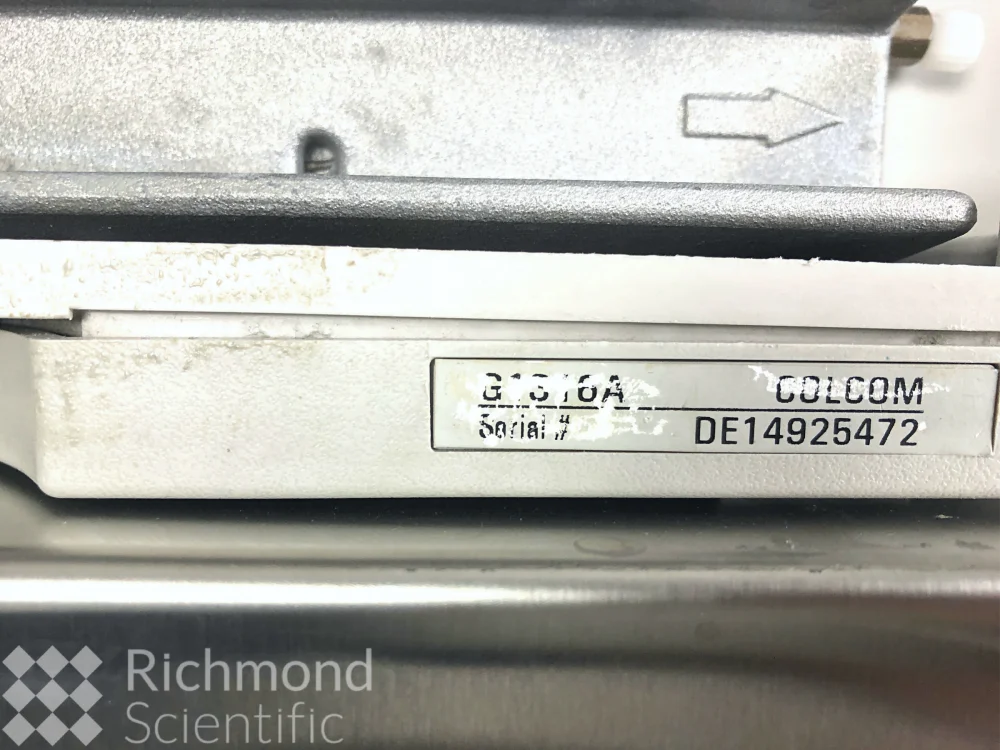 G1316A COLCOM
Serial # DE14925472
Richmond
Scientific